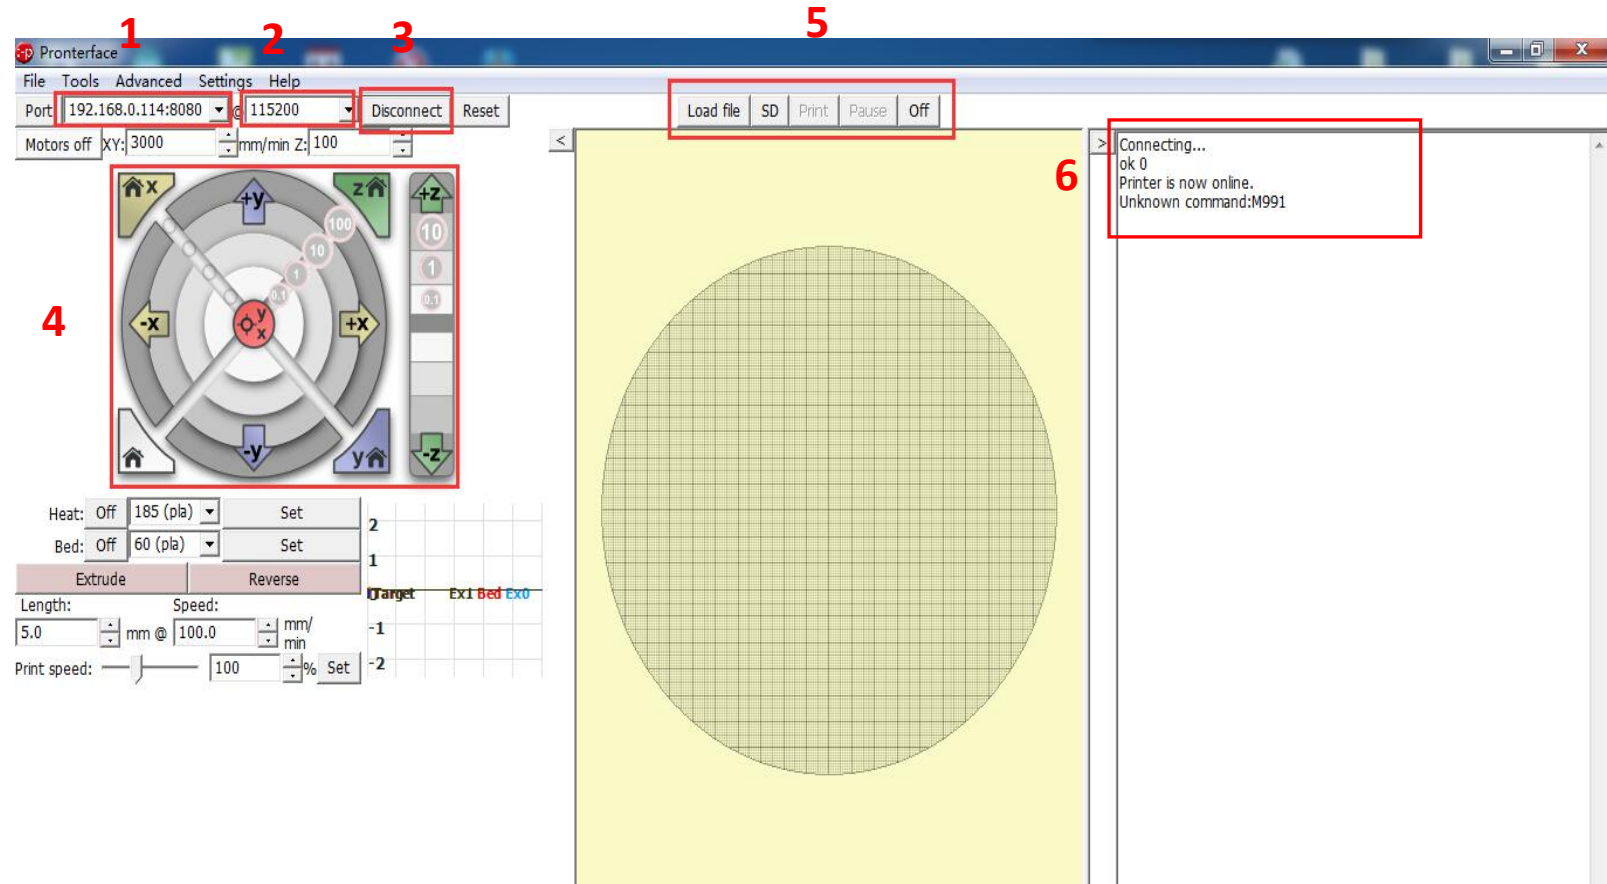 1
2
3
5
Pronterface
File Tools Advanced Settings Help
Port 192.168.0.114:8080 @ 115200 Disconnect Reset
Load file SD Print Pause Off
Motors off XY: 3000 mm/min Z: 100
<
>
6
Connecting...
ok 0
Printer is now online.
Unknown command:M991
4
x
+y
z
+z
100
10
1
0.1
10
1
0.1
-x
y
x
+x
-y
y
-z
Heat: Off 185 (pla) Set
Bed: Off 60 (pla) Set
Extrude Reverse
Length: Speed:
5.0 mm @ 100.0 mm/
min
Print speed: 100 % Set
2
1
Target Ex1 Bed Ex0
-1
-2